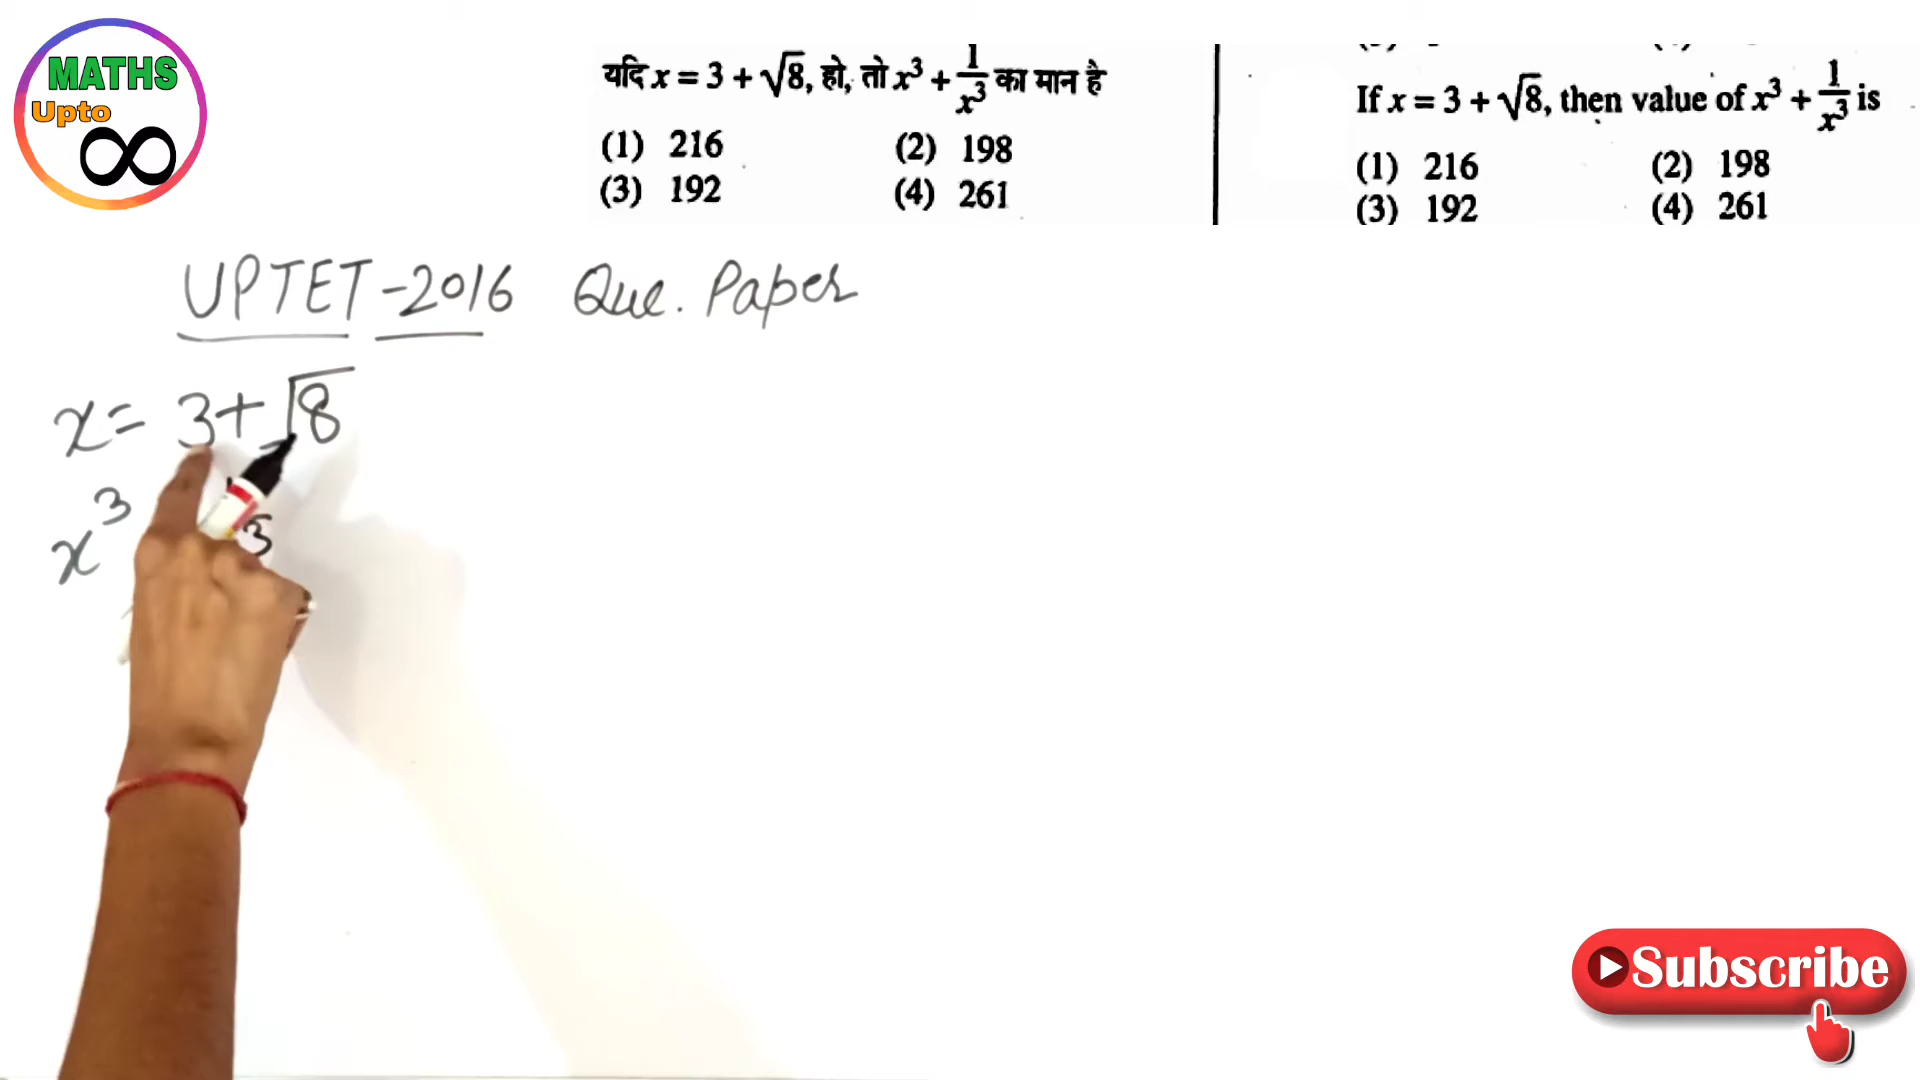 MATHS
Upto
∞
यदि x = 3 + √8, हो, तो x³ + 1/x³ का मान है
(1) 216 (2) 198
(3) 192 (4) 261
If x = 3 + √8, then value of x³ + 1/x³ is
(1) 216 (2) 198
(3) 192 (4) 261
UPTET-2016 Que. Paper
x = 3 + √8
x³
3
Subscribe